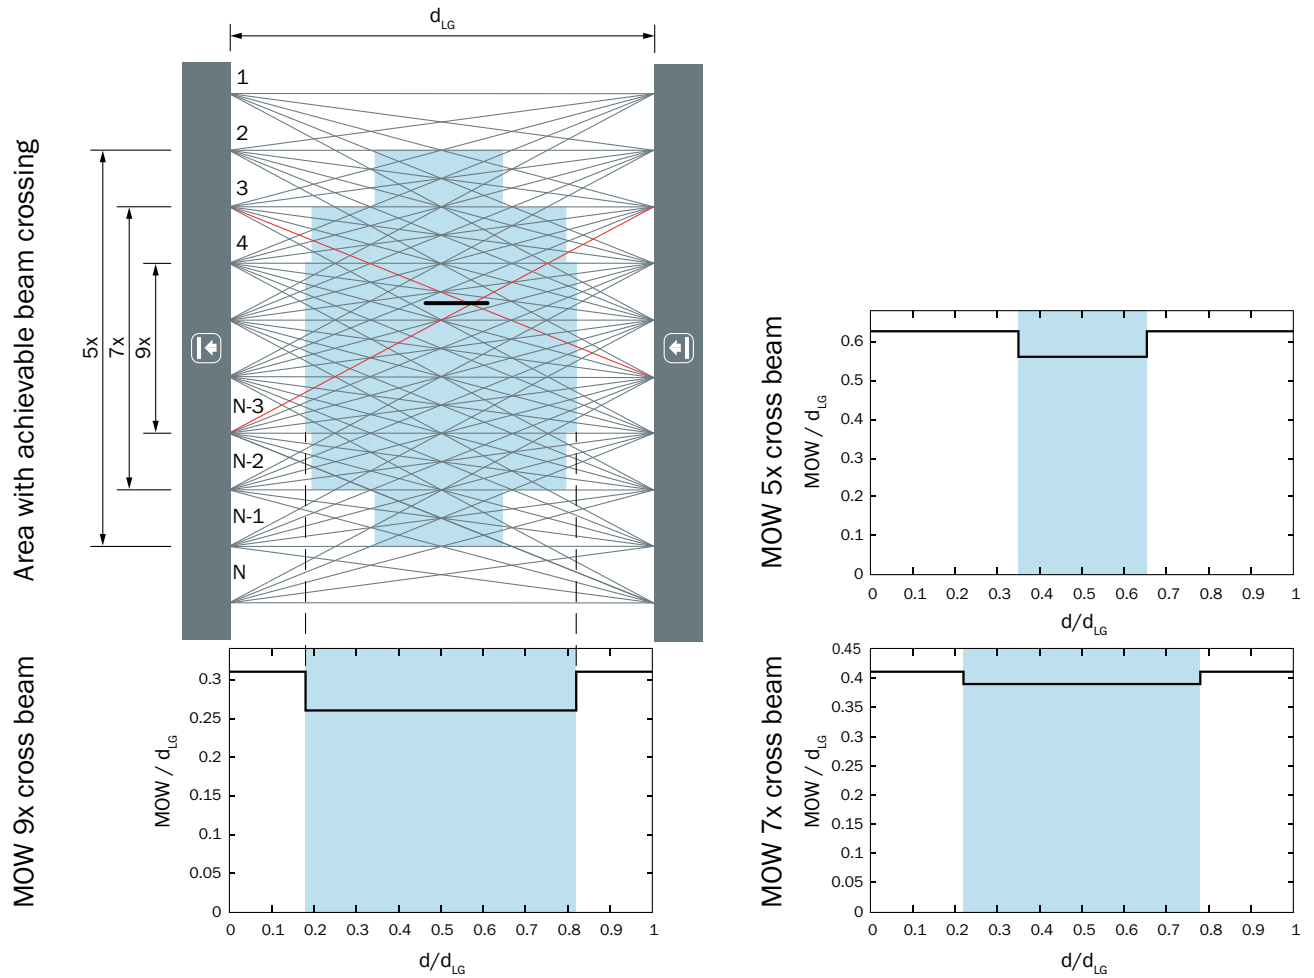 d_LG
Area with achievable beam crossing
5x
7x
9x
1
2
3
4
N-3
N-2
N-1
N
MOW 5x cross beam
MOW / d_LG
0.6
0.5
0.4
0.3
0.2
0.1
0
0 0.1 0.2 0.3 0.4 0.5 0.6 0.7 0.8 0.9 1
d/d_LG
MOW 9x cross beam
MOW / d_LG
0.3
0.25
0.2
0.15
0.1
0.05
0
0 0.1 0.2 0.3 0.4 0.5 0.6 0.7 0.8 0.9 1
d/d_LG
MOW 7x cross beam
MOW / d_LG
0.45
0.4
0.35
0.3
0.25
0.2
0.15
0.1
0.05
0
0 0.1 0.2 0.3 0.4 0.5 0.6 0.7 0.8 0.9 1
d/d_LG